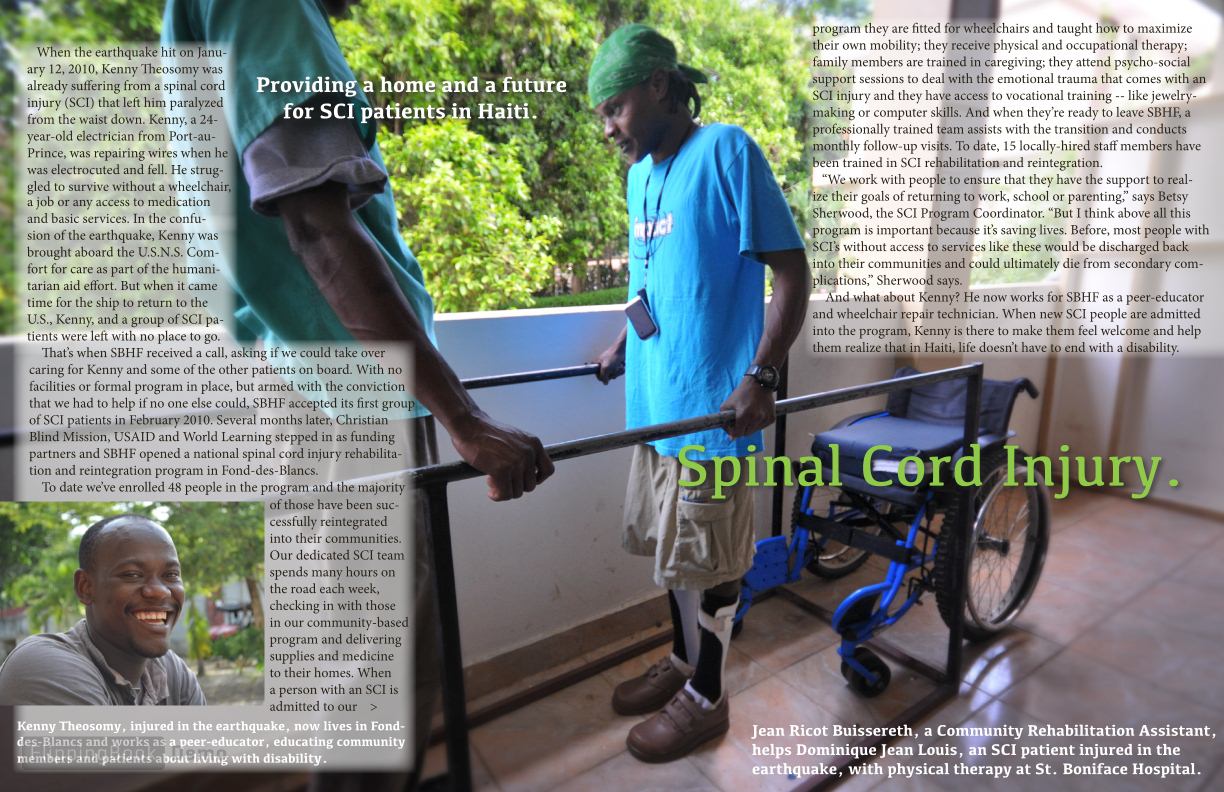 Providing a home and a future
for SCI patients in Haiti.
When the earthquake hit on Janu-
ary 12, 2010, Kenny Theosomy was
already suffering from a spinal cord
injury (SCI) that left him paralyzed
from the waist down. Kenny, a 24-
year-old electrician from Port-au-
Prince, was repairing wires when he
was electrocuted and fell. He strug-
gled to survive without a wheelchair,
a job or any access to medication
and basic services. In the confu-
sion of the earthquake, Kenny was
brought aboard the U.S.N.S. Com-
fort for care as part of the humani-
tarian aid effort. But when it came
time for the ship to return to the
U.S., Kenny, and a group of SCI pa-
tients were left with no place to go.
That's when SBHF received a call, asking if we could take over
caring for Kenny and some of the other patients on board. With no
facilities or formal program in place, but armed with the conviction
that we had to help if no one else could, SBHF accepted its first group
of SCI patients in February 2010. Several months later, Christian
Blind Mission, USAID and World Learning stepped in as funding
partners and SBHF opened a national spinal cord injury rehabilita-
tion and reintegration program in Fond-des-Blancs.
To date we've enrolled 48 people in the program and the majority
of those have been suc-
cessfully reintegrated
into their communities.
Our dedicated SCI team
spends many hours on
the road each week,
checking in with those
in our community-based
program and delivering
supplies and medicine
to their homes. When
a person with an SCI is
admitted to our >
Kenny Theosomy, injured in the earthquake, now lives in Fond-
des-Blancs and works as a peer-educator, educating community
members and patients about living with disability.
program they are fitted for wheelchairs and taught how to maximize
their own mobility; they receive physical and occupational therapy;
family members are trained in caregiving; they attend psycho-social
support sessions to deal with the emotional trauma that comes with an
SCI injury and they have access to vocational training -- like jewelry-
making or computer skills. And when they're ready to leave SBHF, a
professionally trained team assists with the transition and conducts
monthly follow-up visits. To date, 15 locally-hired staff members have
been trained in SCI rehabilitation and reintegration.
"We work with people to ensure that they have the support to real-
ize their goals of returning to work, school or parenting," says Betsy
Sherwood, the SCI Program Coordinator. "But I think above all this
program is important because it's saving lives. Before, most people with
SCI's without access to services like these would be discharged back
into their communities and could ultimately die from secondary com-
plications," Sherwood says.
And what about Kenny? He now works for SBHF as a peer-educator
and wheelchair repair technician. When new SCI people are admitted
into the program, Kenny is there to make them feel welcome and help
them realize that in Haiti, life doesn't have to end with a disability.
Spinal Cord Injury.
Jean Ricot Buissereth, a Community Rehabilitation Assistant,
helps Dominique Jean Louis, an SCI patient injured in the
earthquake, with physical therapy at St. Boniface Hospital.